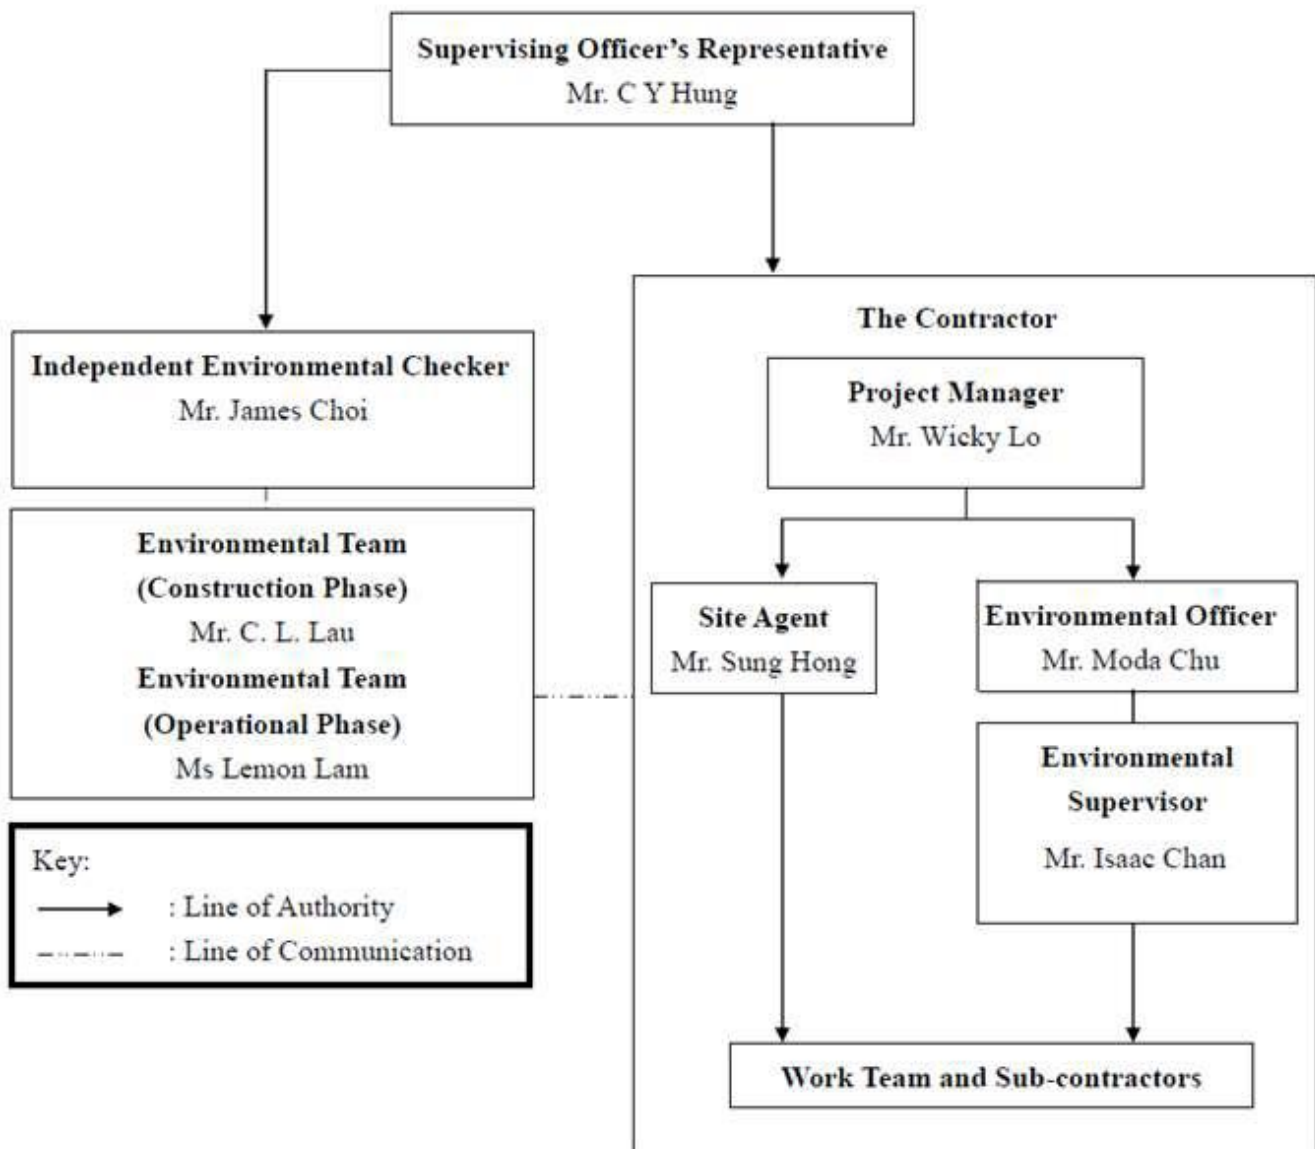 Supervising Officer's Representative
Mr. C Y Hung
Independent Environmental Checker
Mr. James Choi
Environmental Team
(Construction Phase)
Mr. C. L. Lau
Environmental Team
(Operational Phase)
Ms Lemon Lam
Key:
: Line of Authority
: Line of Communication
The Contractor
Project Manager
Mr. Wicky Lo
Site Agent
Mr. Sung Hong
Environmental Officer
Mr. Moda Chu
Environmental
Supervisor
Mr. Isaac Chan
Work Team and Sub-contractors